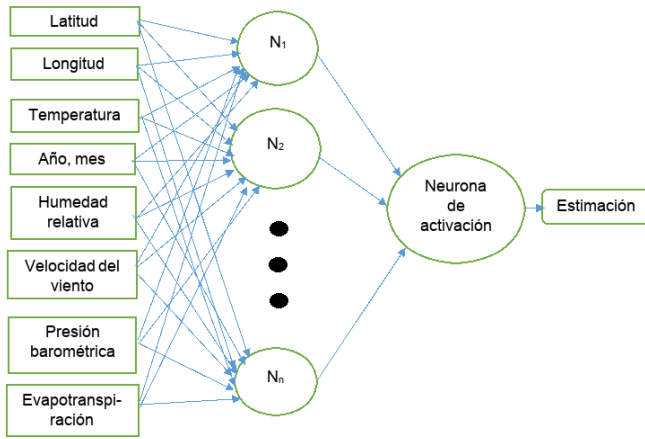 Latitud
Longitud
Temperatura
Año, mes
Humedad
relativa
Velocidad del
viento
Presión
barométrica
Evapotranspi-
ración
N₁
N₂
Nₙ
Neurona
de
activación
Estimación